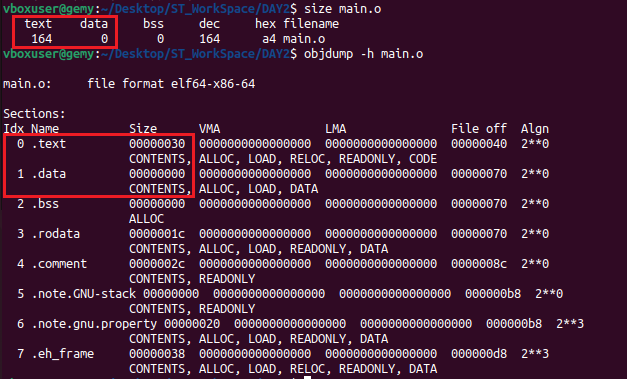 vboxuser@gemy:~/Desktop/ST_WorkSpace/DAY2$ size main.o
   text    data     bss     dec     hex filename
    164       0       0     164      a4 main.o
vboxuser@gemy:~/Desktop/ST_WorkSpace/DAY2$ objdump -h main.o

main.o:     file format elf64-x86-64

Sections:
Idx Name          Size      VMA               LMA               File off  Algn
  0 .text         00000030  0000000000000000  0000000000000000  00000040  2**0
                  CONTENTS, ALLOC, LOAD, RELOC, READONLY, CODE
  1 .data         00000000  0000000000000000  0000000000000000  00000070  2**0
                  CONTENTS, ALLOC, LOAD, DATA
  2 .bss          00000000  0000000000000000  0000000000000000  00000070  2**0
                  ALLOC
  3 .rodata       0000001c  0000000000000000  0000000000000000  00000070  2**0
                  CONTENTS, ALLOC, LOAD, READONLY, DATA
  4 .comment      0000002c  0000000000000000  0000000000000000  0000008c  2**0
                  CONTENTS, READONLY
  5 .note.GNU-stack 00000000  0000000000000000  0000000000000000  000000b8  2**0
                  CONTENTS, READONLY
  6 .note.gnu.property 00000020  0000000000000000  0000000000000000  000000b8  2**3
                  CONTENTS, ALLOC, LOAD, READONLY, DATA
  7 .eh_frame     00000038  0000000000000000  0000000000000000  000000d8  2**3
                  CONTENTS, ALLOC, LOAD, RELOC, READONLY, DATA